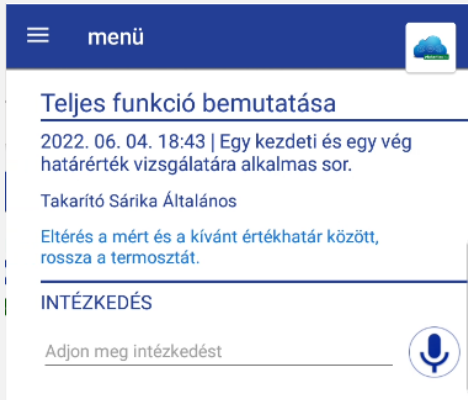 menü
Teljes funkció bemutatása
2022. 06. 04. 18:43 | Egy kezdeti és egy vég
határérték vizsgálatára alkalmas sor.
Takarító Sárika Általános
Eltérés a mért és a kívánt értékhatár között,
rossza a termosztát.
INTÉZKEDÉS
Adjon meg intézkedést